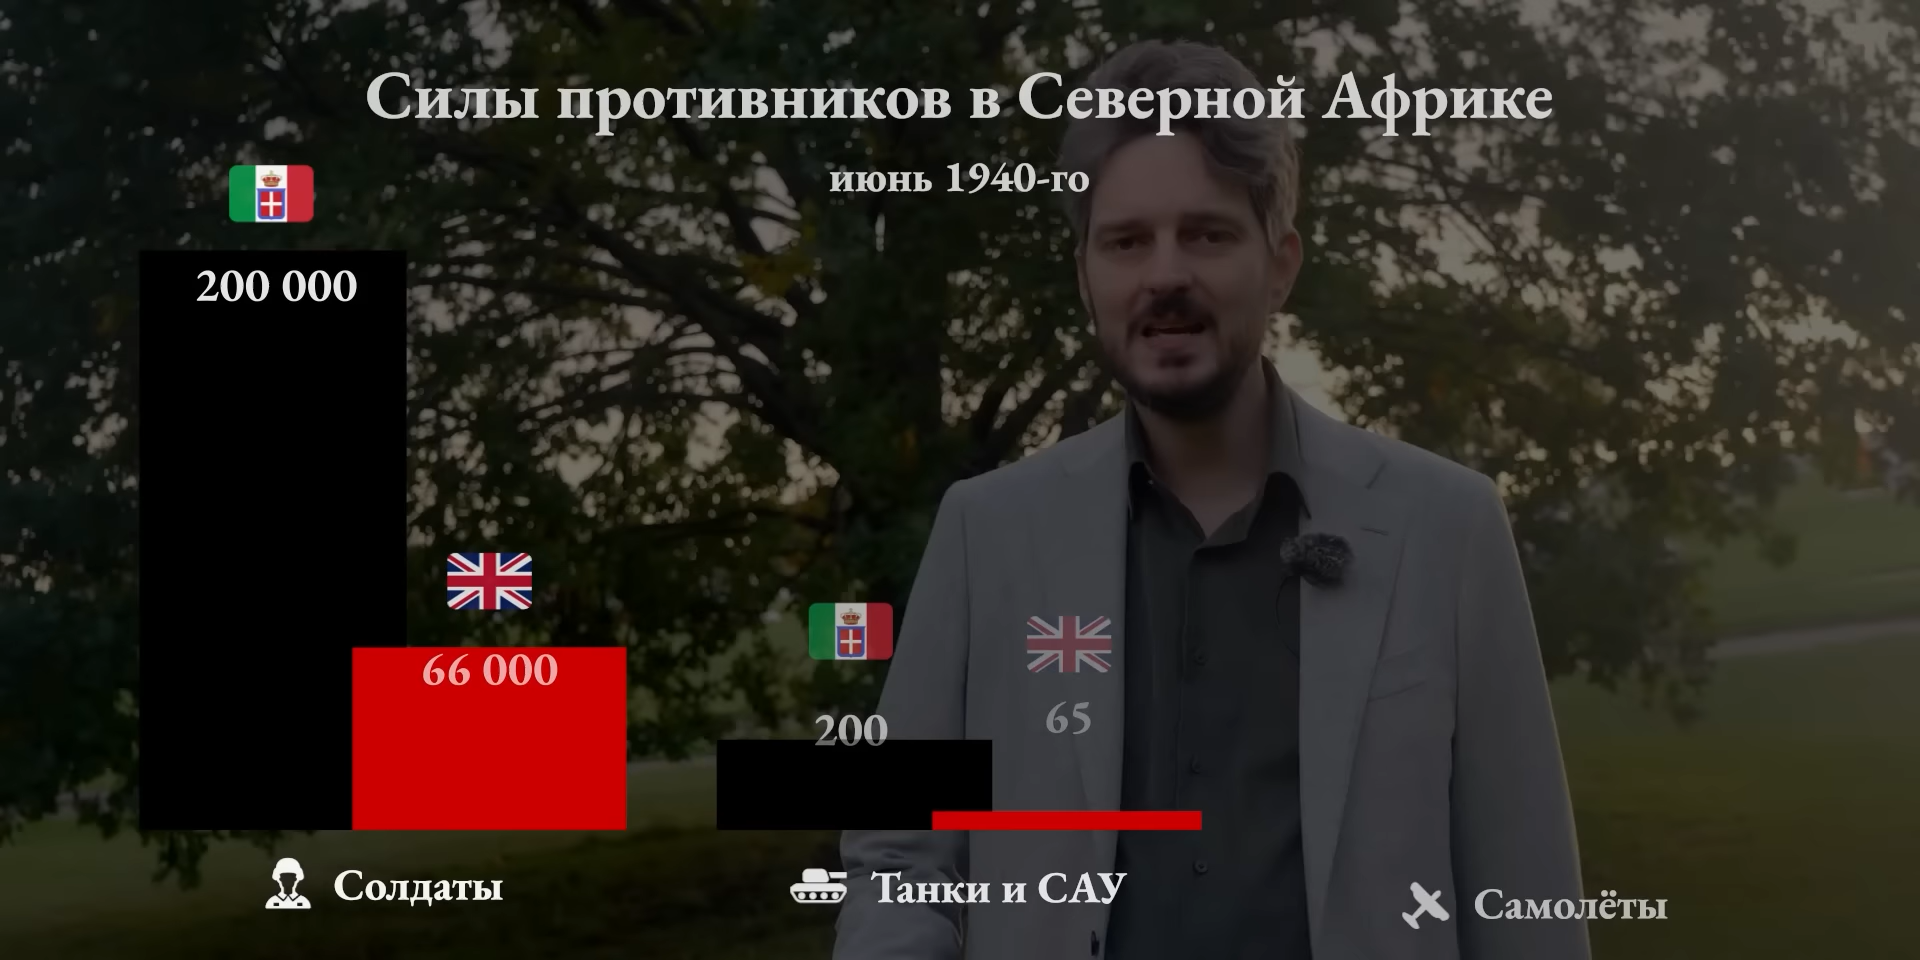 Силы противников в Северной Африке
июнь 1940-го
200 000
66 000
200
65
Солдаты
Танки и САУ
Самолёты